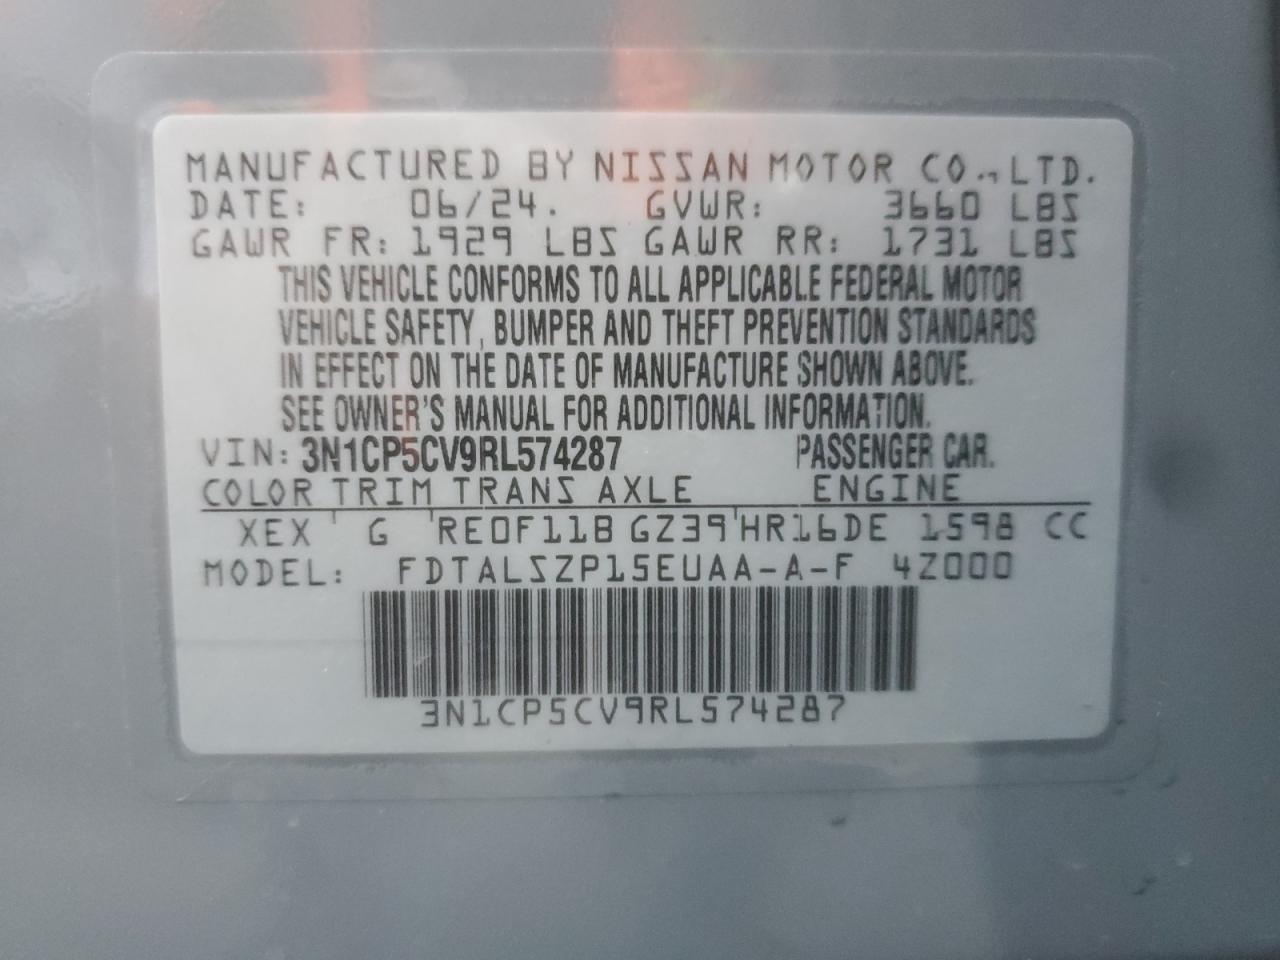 MANUFACTURED BY NISSAN MOTOR CO., LTD.
DATE: 06/24. GVWR: 3660 LBS
GAWR FR: 1929 LBS GAWR RR: 1731 LBS
THIS VEHICLE CONFORMS TO ALL APPLICABLE FEDERAL MOTOR
VEHICLE SAFETY, BUMPER AND THEFT PREVENTION STANDARDS
IN EFFECT ON THE DATE OF MANUFACTURE SHOWN ABOVE.
SEE OWNER'S MANUAL FOR ADDITIONAL INFORMATION.
VIN: 3N1CP5CV9RL574287 PASSENGER CAR.
COLOR TRIM TRANS AXLE ENGINE
XEX G RE0F11B GZ39 HR16DE 1598 CC
MODEL: FDTALSZP15EUAA-A-F 4Z000
3N1CP5CV9RL574287